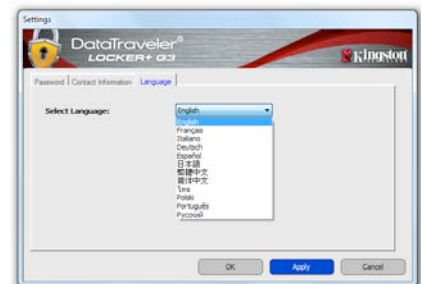 Settings
DataTraveler®
LOCKER+ G3
Kingston
Password Contact Information Language
Select Language:
English
English
Français
Italiano
Deutsch
Español
日本語
繁體中文
简体中文
ไทย
Polski
Português
Русский
OK Apply Cancel